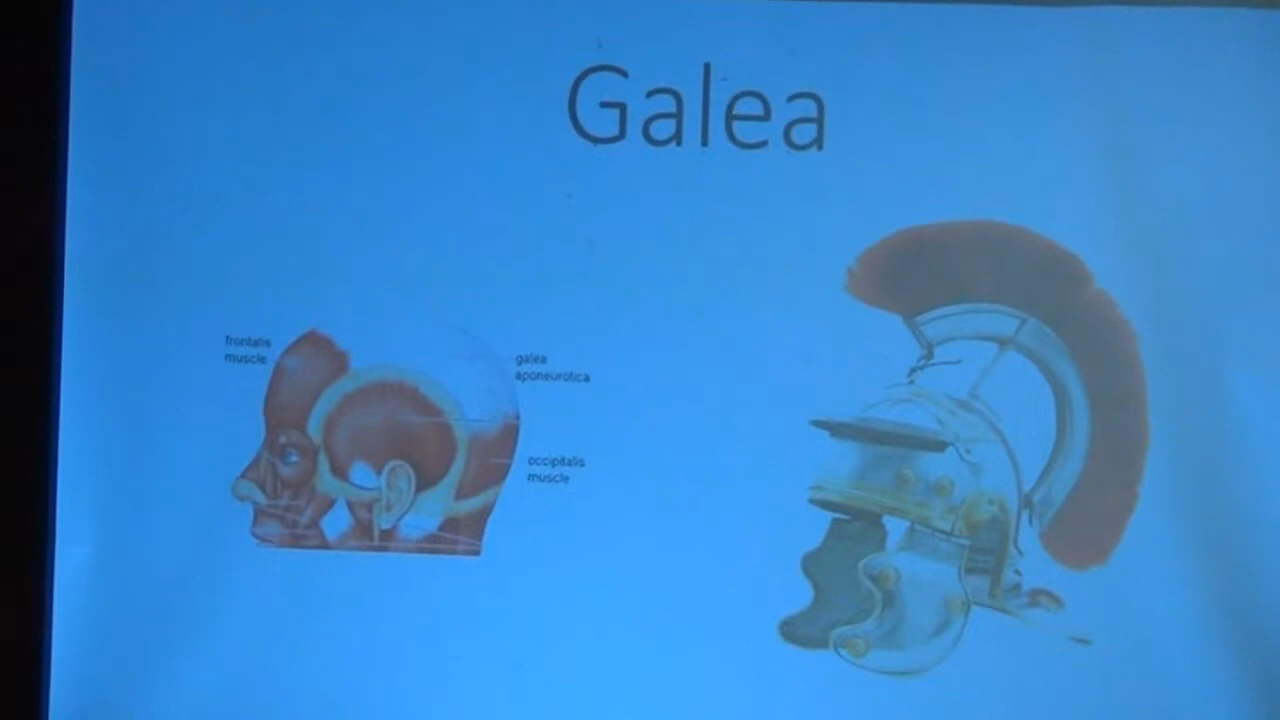 Galea
frontalis
muscle
galea
aponeurotica
occipitalis
muscle